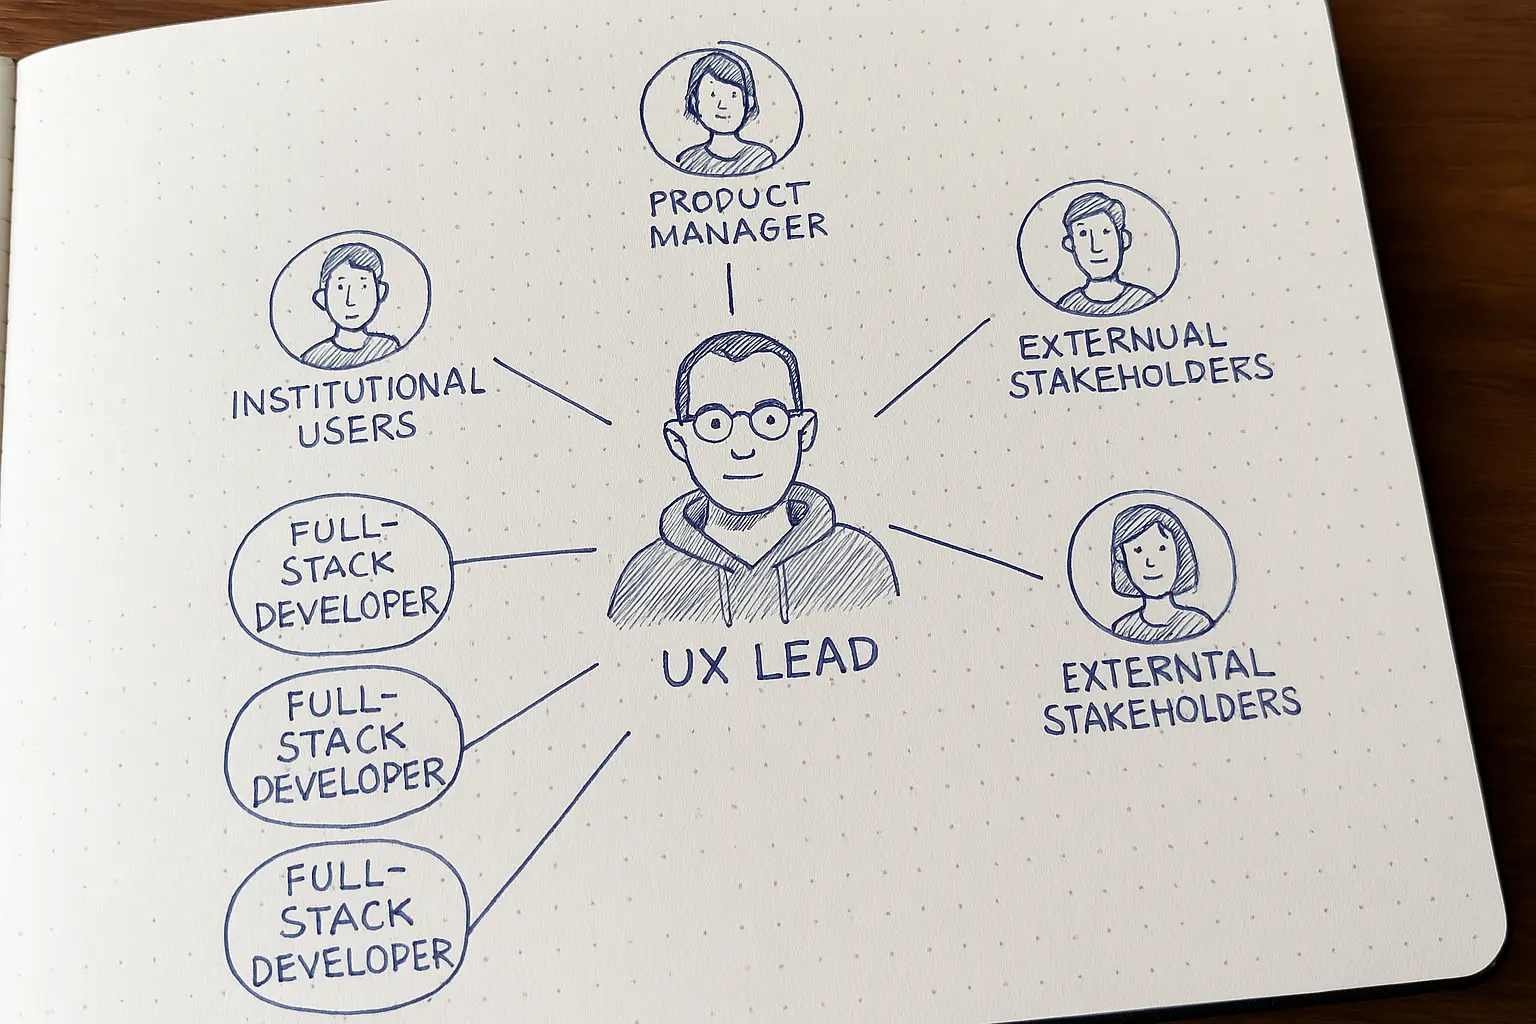 PRODUCT
MANAGER
EXTERNUAL
STAKEHOLDERS
INSTITUTIONAL
USERS
FULL-
STACK
DEVELOPER
UX LEAD
EXTERNTAL
STAKEHOLDERS
FULL-
STACK
DEVELOPER
FULL-
STACK
DEVELOPER